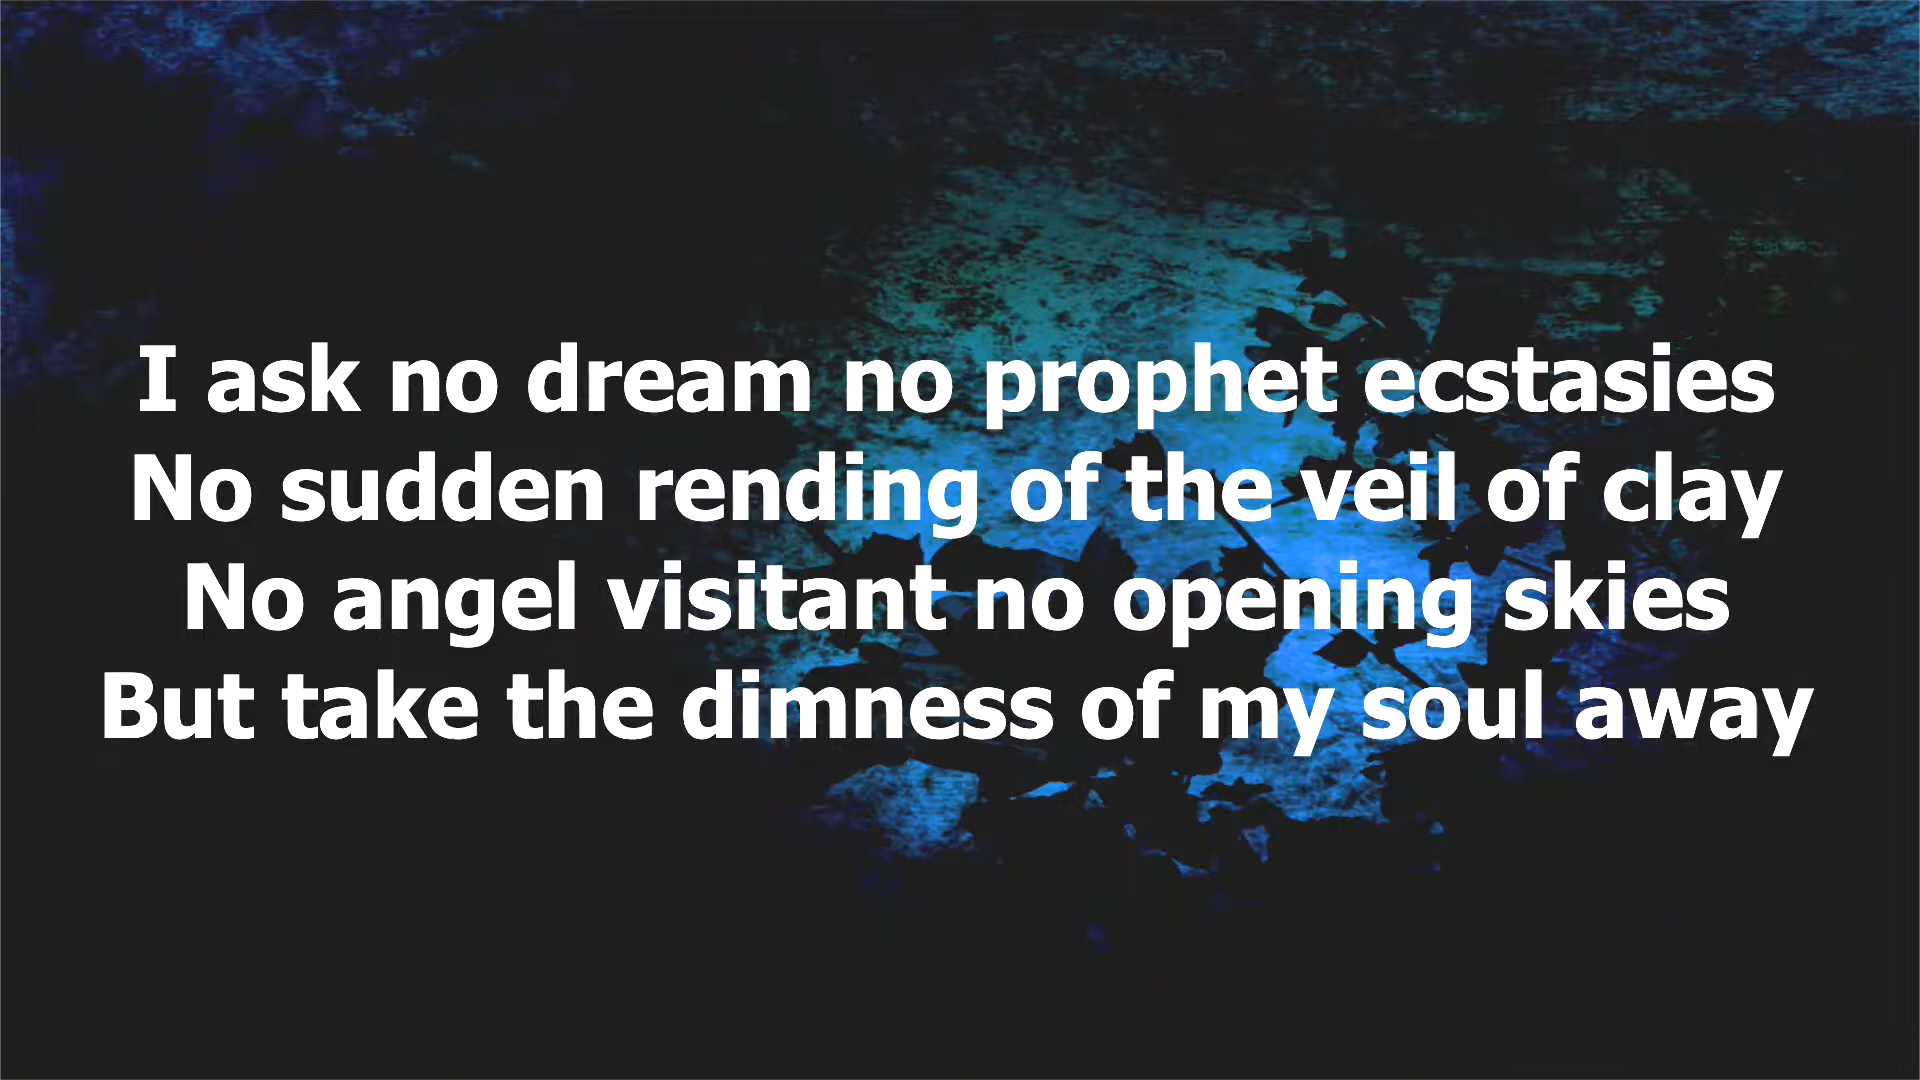 I ask no dream no prophet ecstasies
No sudden rending of the veil of clay
No angel visitant no opening skies
But take the dimness of my soul away